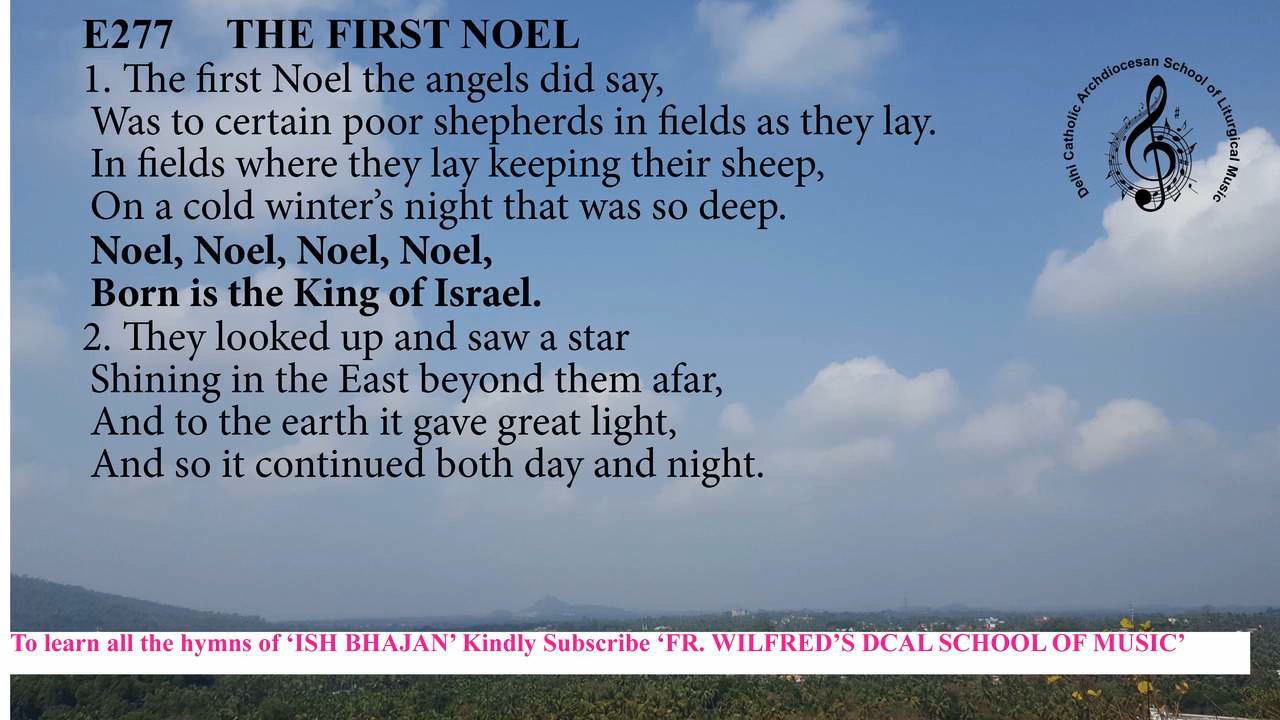 E277 THE FIRST NOEL
1. The first Noel the angels did say,
Was to certain poor shepherds in fields as they lay.
In fields where they lay keeping their sheep,
On a cold winter’s night that was so deep.
Noel, Noel, Noel, Noel,
Born is the King of Israel.
2. They looked up and saw a star
Shining in the East beyond them afar,
And to the earth it gave great light,
And so it continued both day and night.
Delhi Catholic Archdiocesan School of Liturgical Music
To learn all the hymns of ‘ISH BHAJAN’ Kindly Subscribe ‘FR. WILFRED’S DCAL SCHOOL OF MUSIC’